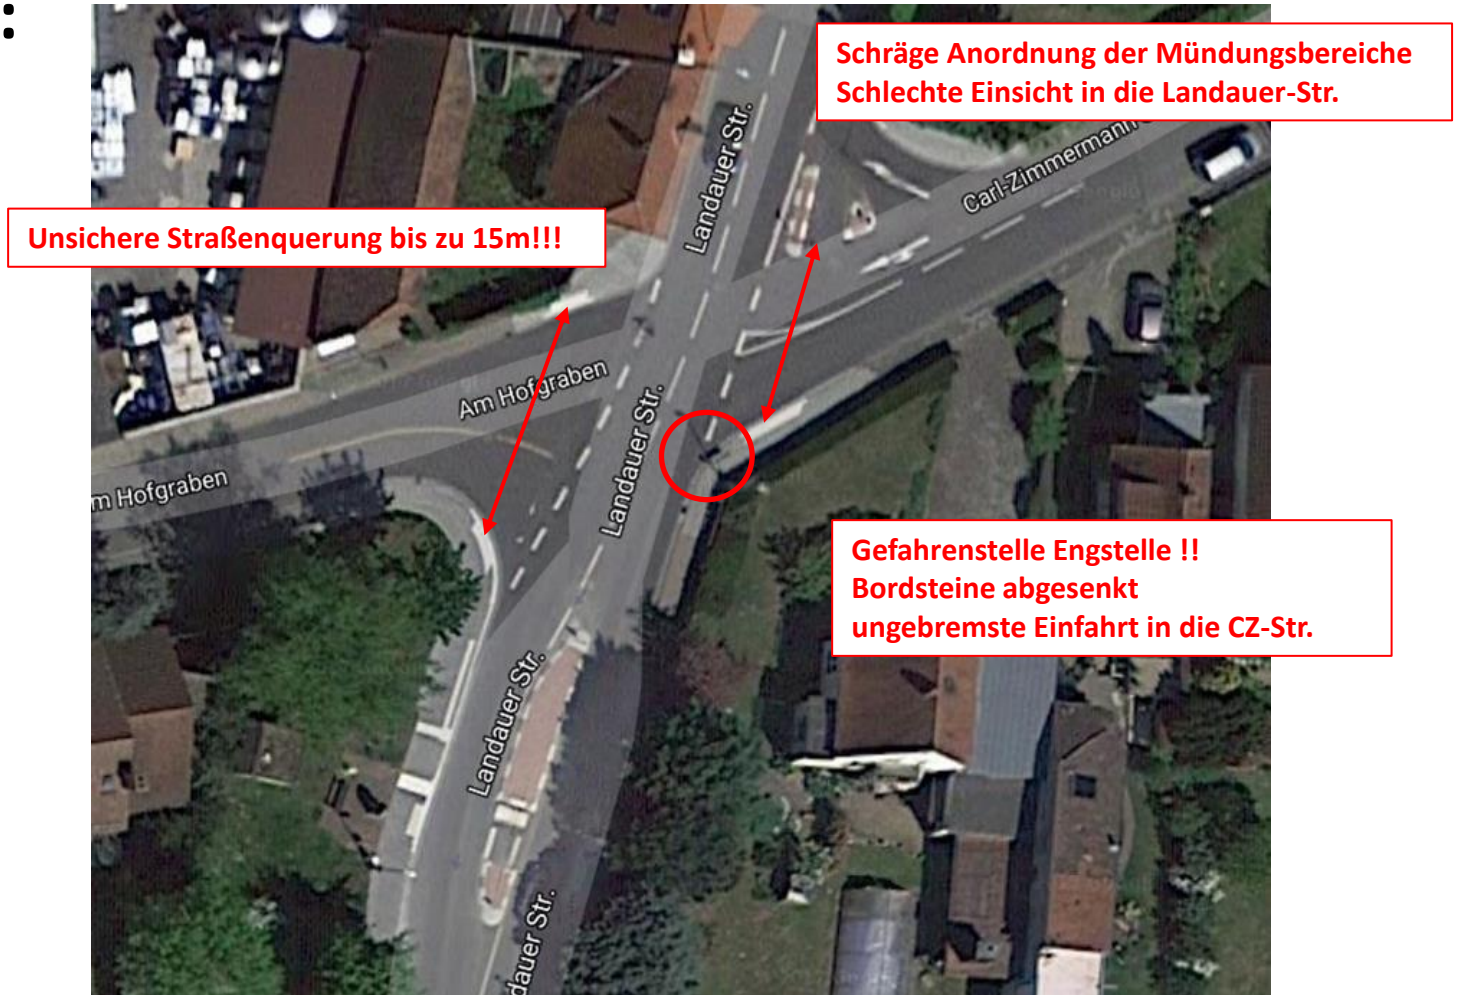 :
Schräge Anordnung der Mündungsbereiche
Schlechte Einsicht in die Landauer-Str.
Landauer Str.
Carl-Zimmermann
Unsichere Straßenquerung bis zu 15m!!!
Am Hofgraben
Landauer Str.
m Hofgraben
Gefahrenstelle Engstelle !!
Bordsteine abgesenkt
ungebremste Einfahrt in die CZ-Str.
Landauer Str.
dauer Str.